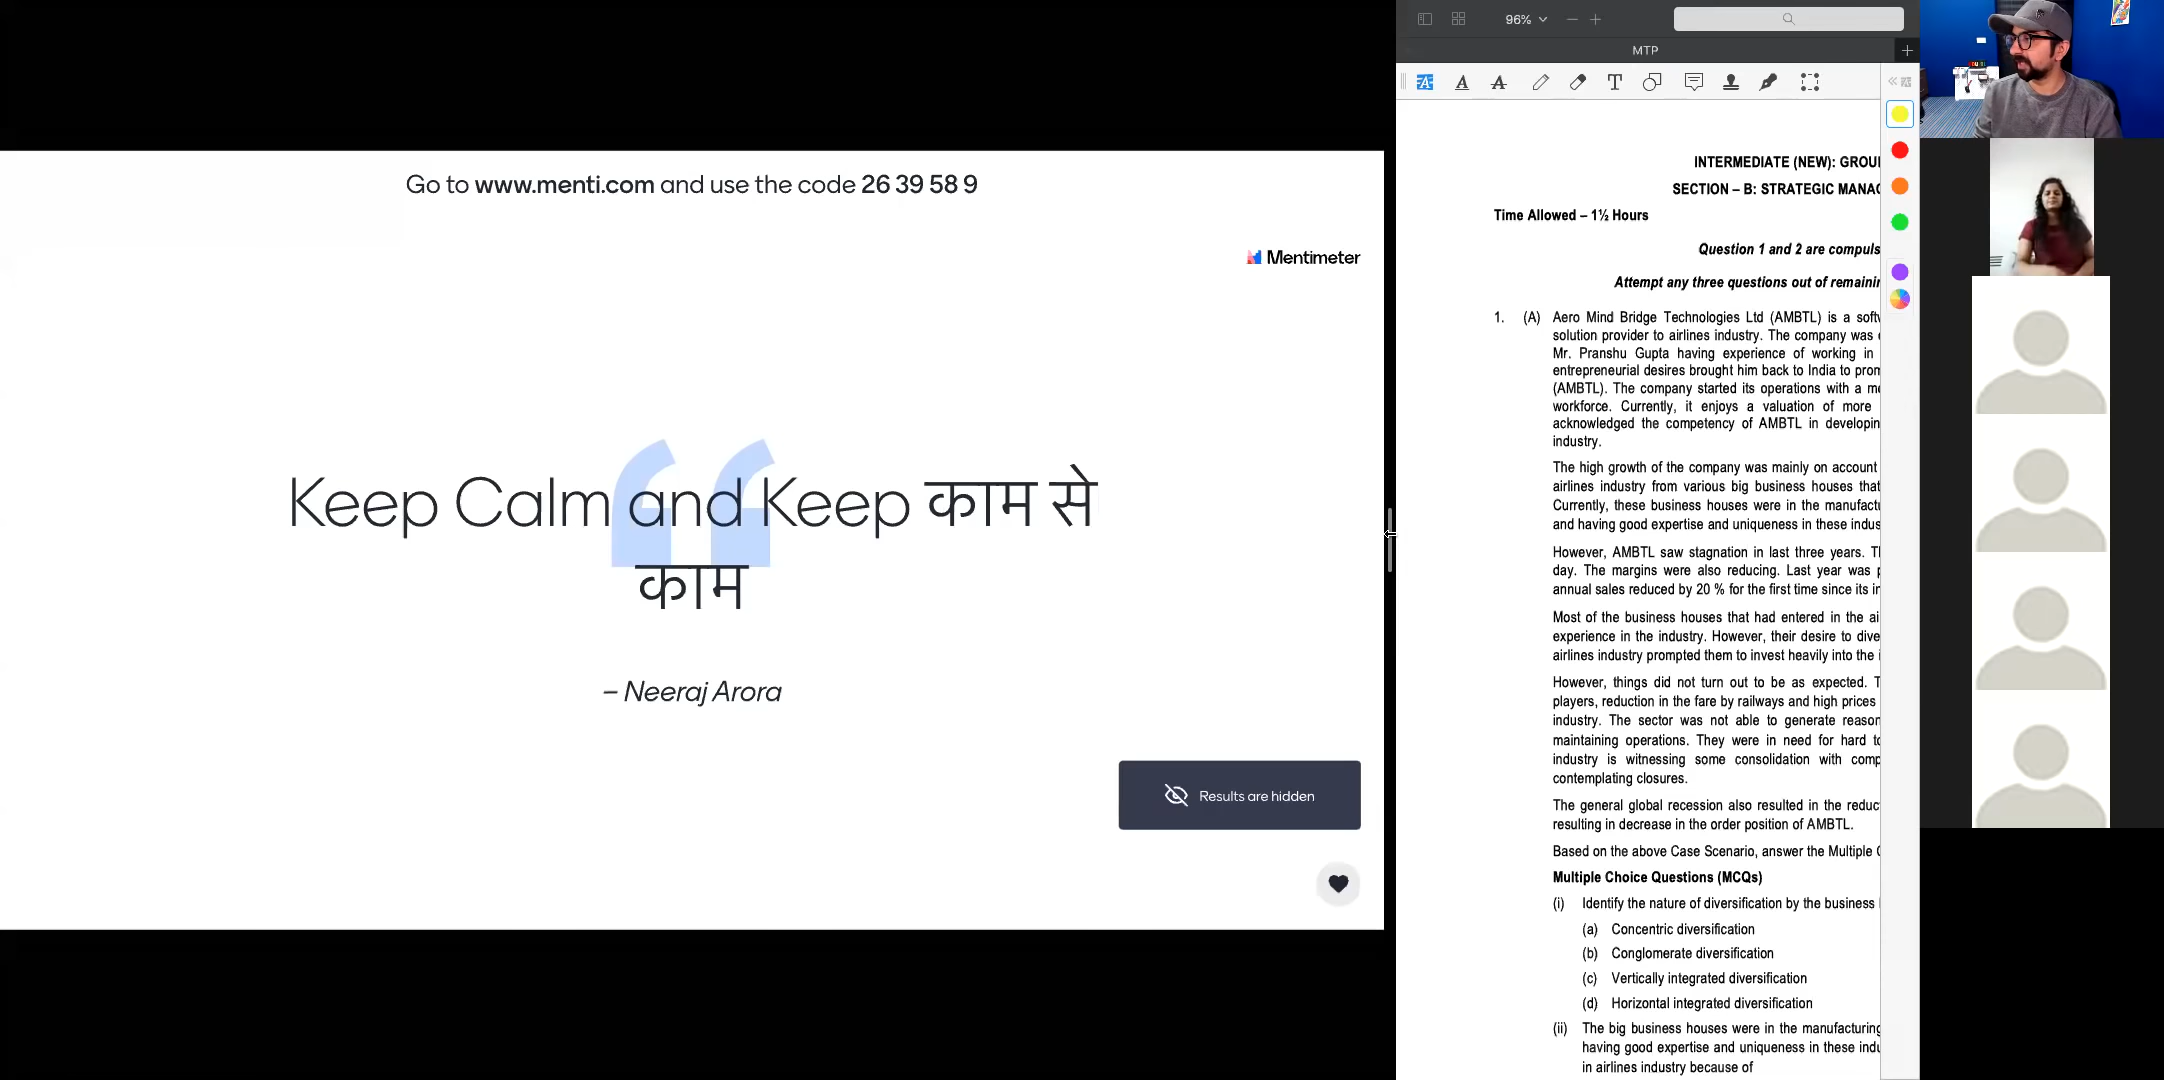 Go to www.menti.com and use the code 26 39 58 9
Mentimeter
Keep Calm and Keep काम से
काम
– Neeraj Arora
Results are hidden
96%
MTP
INTERMEDIATE (NEW): GROU
SECTION – B: STRATEGIC MANAG
Time Allowed – 1½ Hours
Question 1 and 2 are compuls
Attempt any three questions out of remainin
1. (A) Aero Mind Bridge Technologies Ltd (AMBTL) is a softw
solution provider to airlines industry. The company was
Mr. Pranshu Gupta having experience of working in
entrepreneurial desires brought him back to India to prom
(AMBTL). The company started its operations with a me
workforce. Currently, it enjoys a valuation of more
acknowledged the competency of AMBTL in developin
industry.
The high growth of the company was mainly on account
airlines industry from various big business houses that
Currently, these business houses were in the manufactu
and having good expertise and uniqueness in these indus
However, AMBTL saw stagnation in last three years. Th
day. The margins were also reducing. Last year was p
annual sales reduced by 20 % for the first time since its in
Most of the business houses that had entered in the ai
experience in the industry. However, their desire to dive
airlines industry prompted them to invest heavily into the i
However, things did not turn out to be as expected. T
players, reduction in the fare by railways and high prices
industry. The sector was not able to generate reason
maintaining operations. They were in need for hard to
industry is witnessing some consolidation with comp
contemplating closures.
The general global recession also resulted in the reduc
resulting in decrease in the order position of AMBTL.
Based on the above Case Scenario, answer the Multiple C
Multiple Choice Questions (MCQs)
(i) Identify the nature of diversification by the business
(a) Concentric diversification
(b) Conglomerate diversification
(c) Vertically integrated diversification
(d) Horizontal integrated diversification
(ii) The big business houses were in the manufacturing
having good expertise and uniqueness in these indu
in airlines industry because of